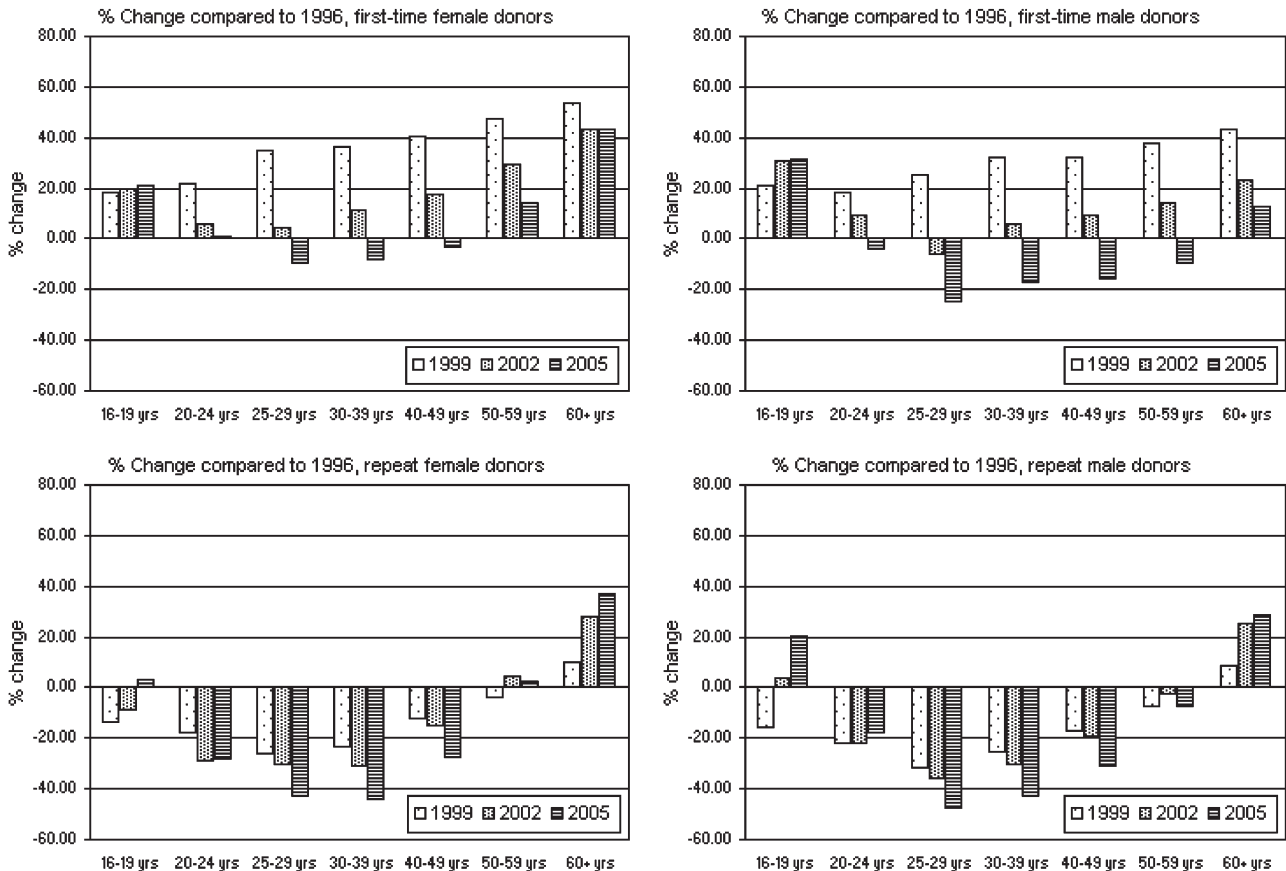 % Change compared to 1996, first-time female donors
80.00
60.00
40.00
20.00
0.00
-20.00
-40.00
-60.00
% change
1999 2002 2005
16-19 yrs 20-24 yrs 25-29 yrs 30-39 yrs 40-49 yrs 50-59 yrs 60+ yrs
% Change compared to 1996, first-time male donors
80.00
60.00
40.00
20.00
0.00
-20.00
-40.00
-60.00
% change
1999 2002 2005
16-19 yrs 20-24 yrs 25-29 yrs 30-39 yrs 40-49 yrs 50-59 yrs 60+ yrs
% Change compared to 1996, repeat female donors
80.00
60.00
40.00
20.00
0.00
-20.00
-40.00
-60.00
% change
1999 2002 2005
16-19 yrs 20-24 yrs 25-29 yrs 30-39 yrs 40-49 yrs 50-59 yrs 60+ yrs
% Change compared to 1996, repeat male donors
80.00
60.00
40.00
20.00
0.00
-20.00
-40.00
-60.00
% change
1999 2002 2005
16-19 yrs 20-24 yrs 25-29 yrs 30-39 yrs 40-49 yrs 50-59 yrs 60+ yrs